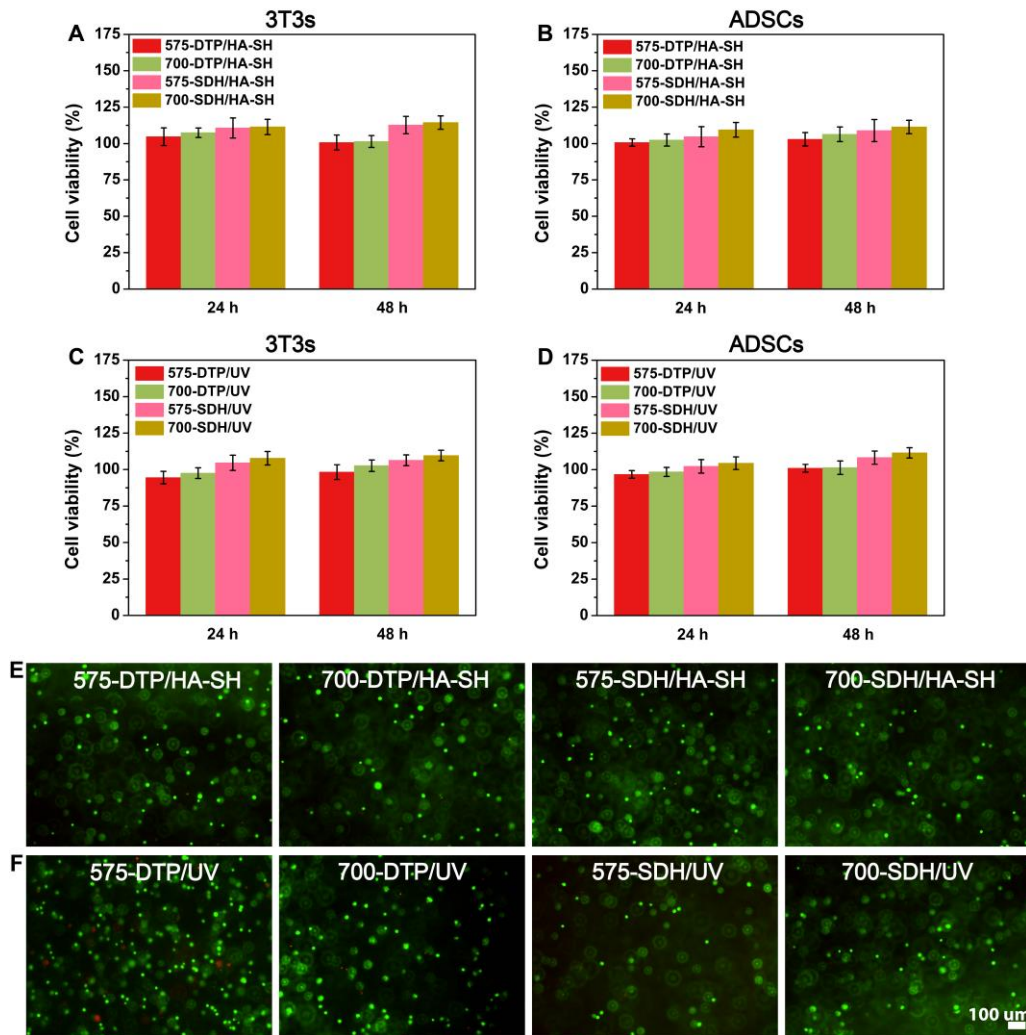 3T3s
A
575-DTP/HA-SH
700-DTP/HA-SH
575-SDH/HA-SH
700-SDH/HA-SH
Cell viability (%)
175
150
125
100
75
50
25
0
24 h
48 h
ADSCs
B
575-DTP/HA-SH
700-DTP/HA-SH
575-SDH/HA-SH
700-SDH/HA-SH
Cell viability (%)
175
150
125
100
75
50
25
0
24 h
48 h
3T3s
C
575-DTP/UV
700-DTP/UV
575-SDH/UV
700-SDH/UV
Cell viability (%)
175
150
125
100
75
50
25
0
24 h
48 h
ADSCs
D
575-DTP/UV
700-DTP/UV
575-SDH/UV
700-SDH/UV
Cell viability (%)
175
150
125
100
75
50
25
0
24 h
48 h
E
575-DTP/HA-SH
700-DTP/HA-SH
575-SDH/HA-SH
700-SDH/HA-SH
F
575-DTP/UV
700-DTP/UV
575-SDH/UV
700-SDH/UV
100 um